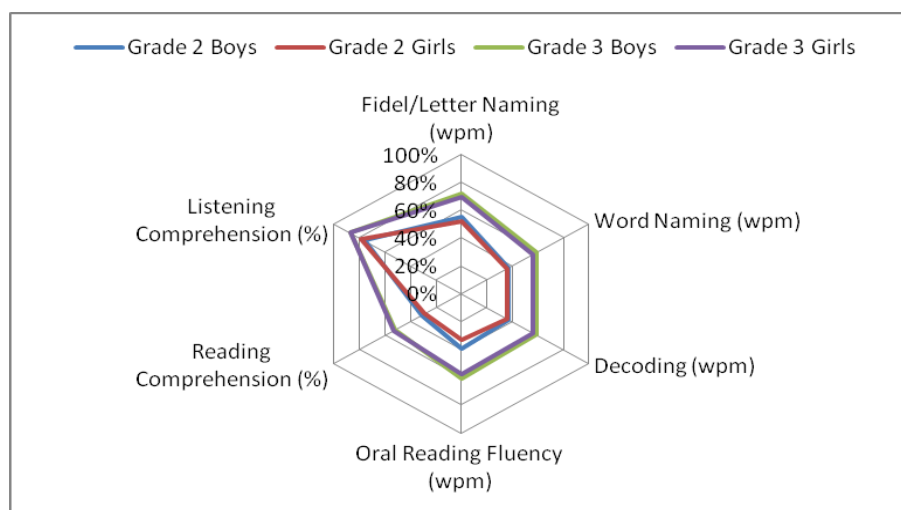 Grade 2 Boys Grade 2 Girls Grade 3 Boys Grade 3 Girls
Fidel/Letter Naming
(wpm)
100%
80%
60%
40%
20%
0%
Word Naming (wpm)
Decoding (wpm)
Oral Reading Fluency
(wpm)
Reading
Comprehension (%)
Listening
Comprehension (%)